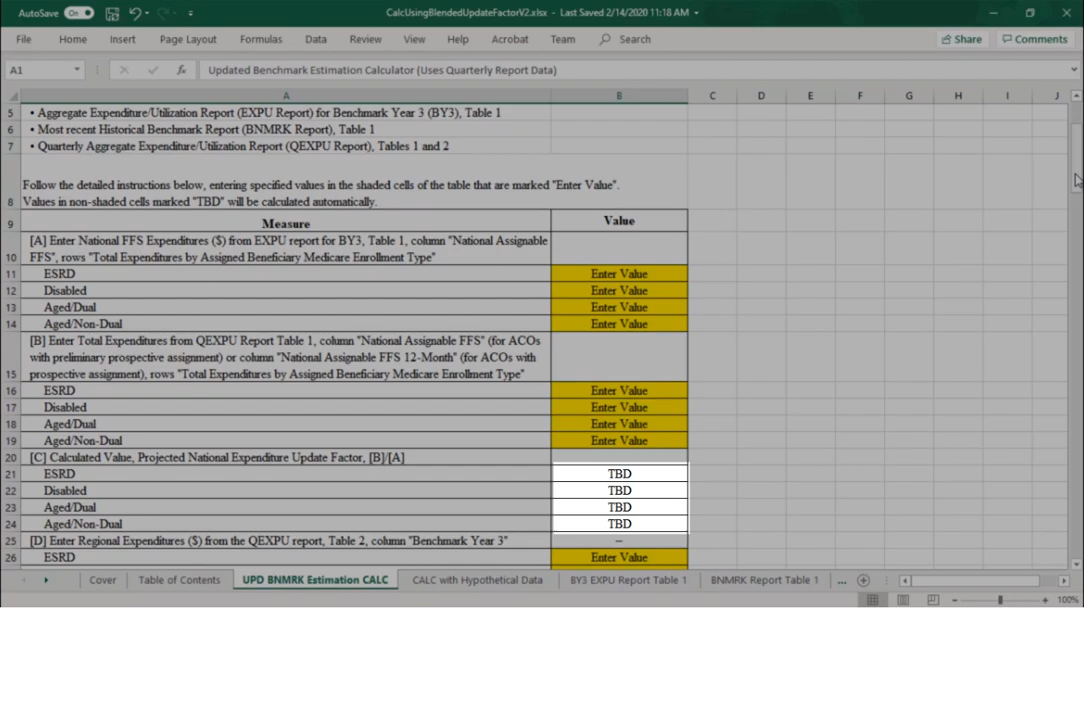 AutoSave On CalcUsingBlendedUpdateFactorV2.xlsx - Last Saved 2/14/2020 11:18 AM
File Home Insert Page Layout Formulas Data Review View Help Acrobat Team Search Share Comments
A1 fx Updated Benchmark Estimation Calculator (Uses Quarterly Report Data)
A B C D E F G H I J
5 • Aggregate Expenditure/Utilization Report (EXPU Report) for Benchmark Year 3 (BY3), Table 1
6 • Most recent Historical Benchmark Report (BNMRK Report), Table 1
7 • Quarterly Aggregate Expenditure/Utilization Report (QEXPU Report), Tables 1 and 2
Follow the detailed instructions below, entering specified values in the shaded cells of the table that are marked "Enter Value".
8 Values in non-shaded cells marked "TBD" will be calculated automatically.
9 Measure Value
[A] Enter National FFS Expenditures ($) from EXPU report for BY3, Table 1, column "National Assignable
10 FFS", rows "Total Expenditures by Assigned Beneficiary Medicare Enrollment Type"
11 ESRD Enter Value
12 Disabled Enter Value
13 Aged/Dual Enter Value
14 Aged/Non-Dual Enter Value
[B] Enter Total Expenditures from QEXPU Report Table 1, column "National Assignable FFS" (for ACOs
with preliminary prospective assignment) or column "National Assignable FFS 12-Month" (for ACOs with
15 prospective assignment), rows "Total Expenditures by Assigned Beneficiary Medicare Enrollment Type"
16 ESRD Enter Value
17 Disabled Enter Value
18 Aged/Dual Enter Value
19 Aged/Non-Dual Enter Value
20 [C] Calculated Value, Projected National Expenditure Update Factor, [B]/[A]
21 ESRD TBD
22 Disabled TBD
23 Aged/Dual TBD
24 Aged/Non-Dual TBD
25 [D] Enter Regional Expenditures ($) from the QEXPU report, Table 2, column "Benchmark Year 3" –
26 ESRD Enter Value
Cover Table of Contents UPD BNMRK Estimation CALC CALC with Hypothetical Data BY3 EXPU Report Table 1 BNMRK Report Table 1 ...
100%